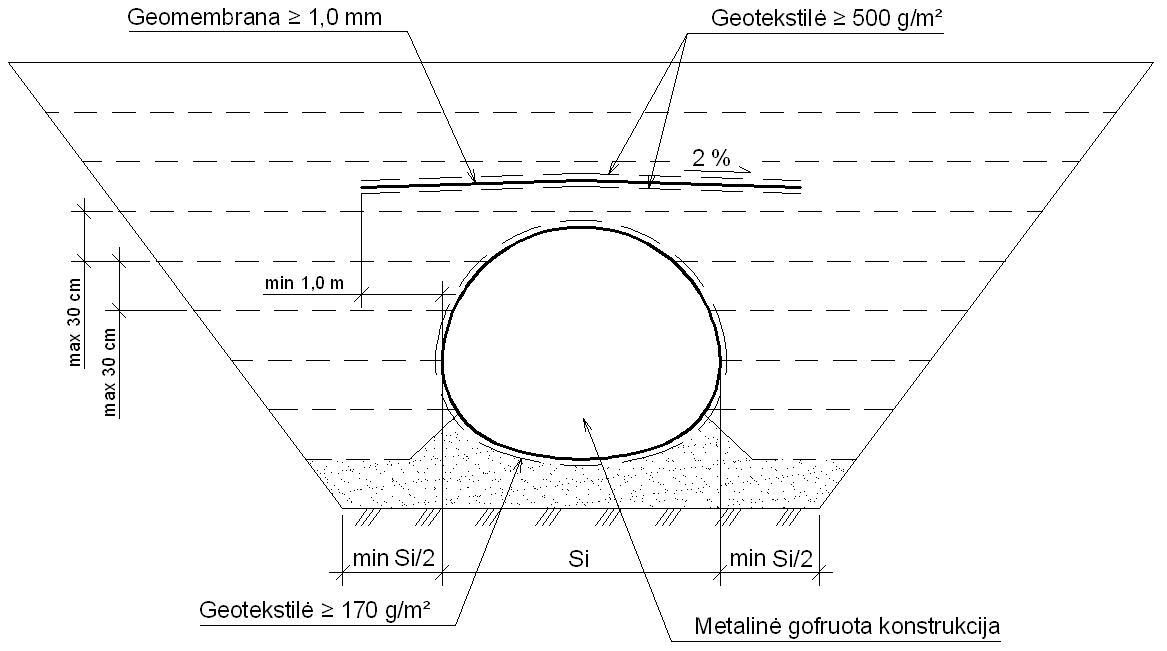 Geomembrana ≥ 1,0 mm
Geotekstilė ≥ 500 g/m²
2 %
min 1,0 m
max 30 cm
max 30 cm
min Si/2
Si
min Si/2
Geotekstilė ≥ 170 g/m²
Metalinė gofruota konstrukcija